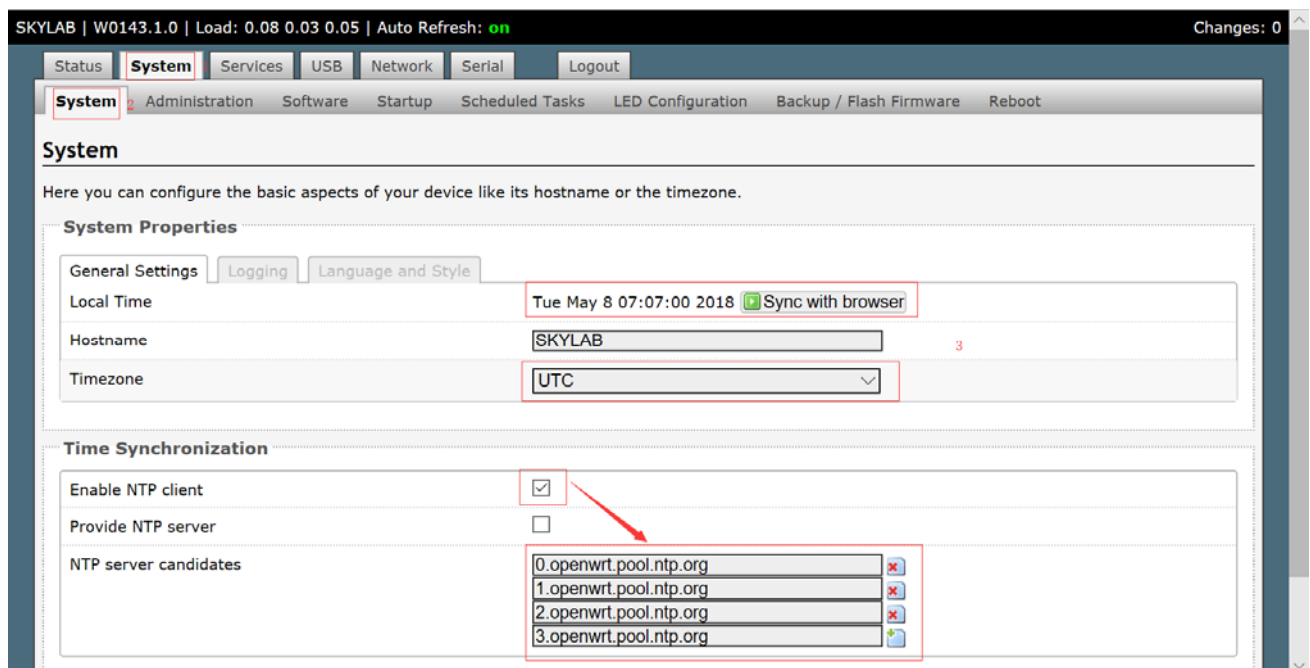 SKYLAB | W0143.1.0 | Load: 0.08 0.03 0.05 | Auto Refresh: on Changes: 0
Status System 1 Services USB Network Serial Logout
System 2 Administration Software Startup Scheduled Tasks LED Configuration Backup / Flash Firmware Reboot
System
Here you can configure the basic aspects of your device like its hostname or the timezone.
System Properties
General Settings Logging Language and Style
Local Time Tue May 8 07:07:00 2018 Sync with browser
Hostname SKYLAB 3
Timezone UTC
Time Synchronization
Enable NTP client
Provide NTP server
NTP server candidates 0.openwrt.pool.ntp.org
1.openwrt.pool.ntp.org
2.openwrt.pool.ntp.org
3.openwrt.pool.ntp.org